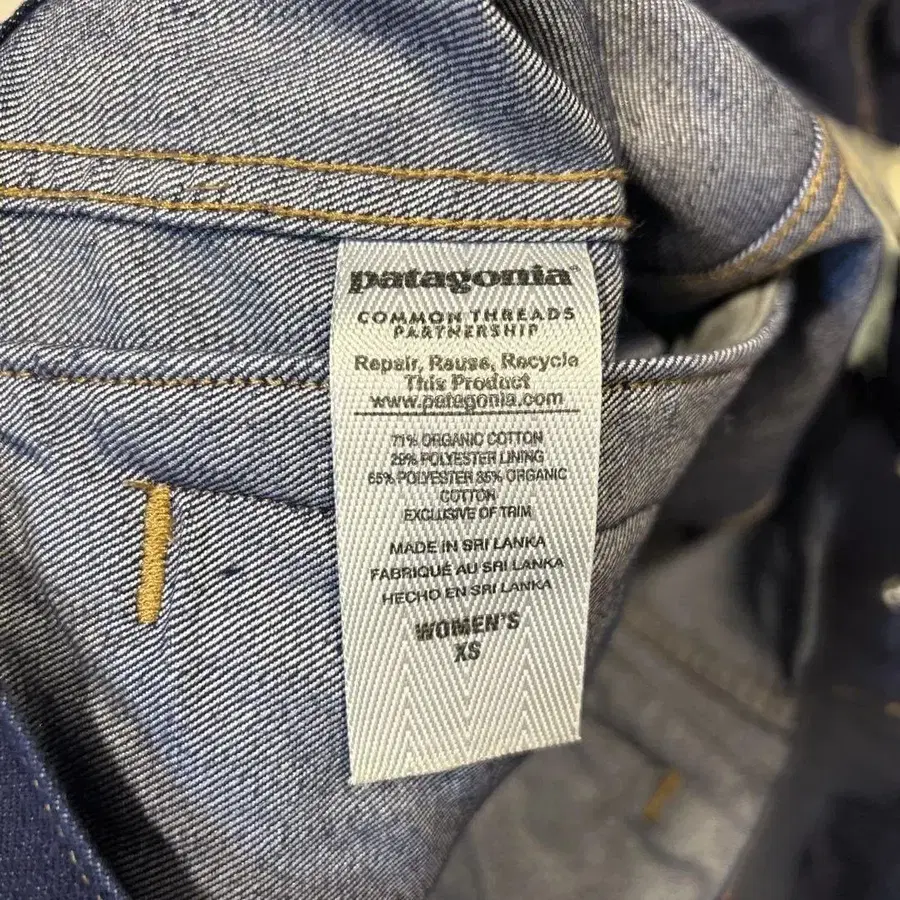 patagonia®
COMMON THREADS
PARTNERSHIP
Repair, Reuse, Recycle
This Product
www.patagonia.com
71% ORGANIC COTTON
29% POLYESTER LINING
65% POLYESTER 35% ORGANIC
COTTON
EXCLUSIVE OF TRIM
MADE IN SRI LANKA
FABRIQUÉ AU SRI LANKA
HECHO EN SRI LANKA
WOMEN'S
XS